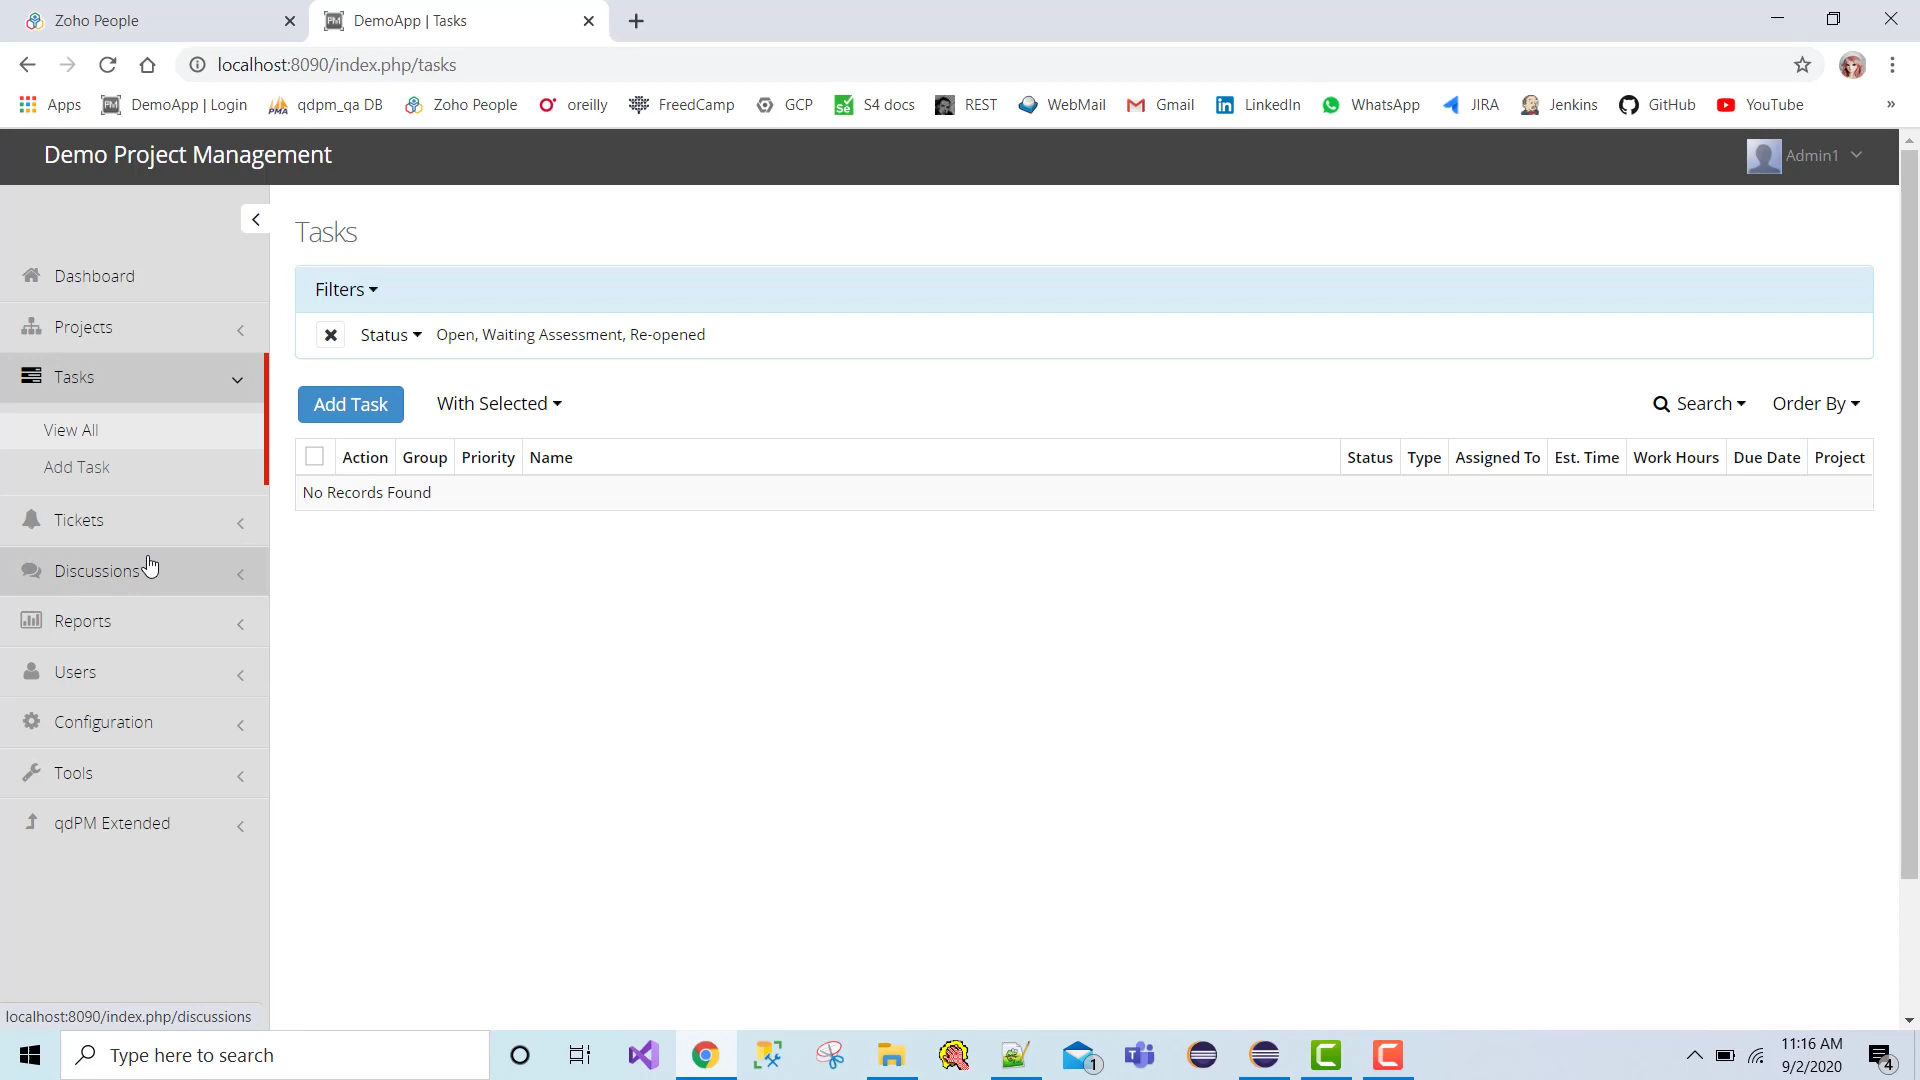 Zoho People
DemoApp | Tasks
localhost:8090/index.php/tasks
Apps
DemoApp | Login
qdpm_qa DB
Zoho People
oreilly
FreedCamp
GCP
S4 docs
REST
WebMail
Gmail
LinkedIn
WhatsApp
JIRA
Jenkins
GitHub
YouTube
»
Demo Project Management
Admin1
Dashboard
Projects
Tasks
View All
Add Task
Tickets
Discussions
Reports
Users
Configuration
Tools
qdPM Extended
Tasks
Filters
Status Open, Waiting Assessment, Re-opened
Add Task
With Selected
Search
Order By
Action Group Priority Name Status Type Assigned To Est. Time Work Hours Due Date Project
No Records Found
localhost:8090/index.php/discussions
Type here to search
1
11:16 AM
9/2/2020
4